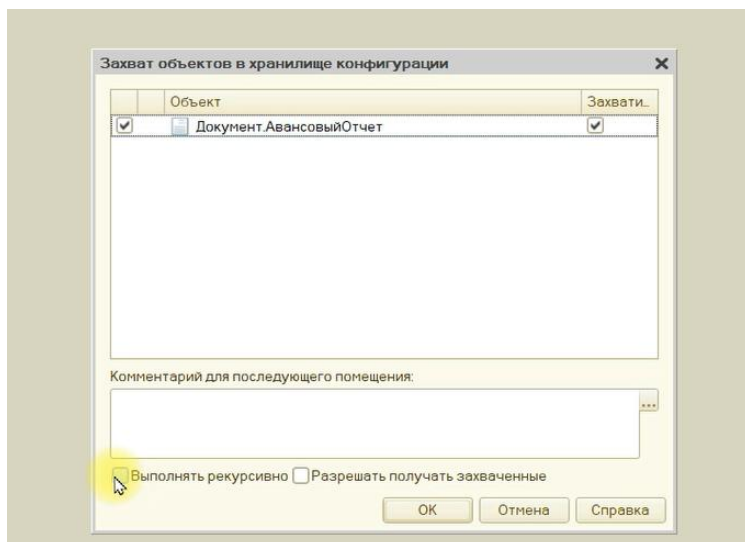 Захват объектов в хранилище конфигурации
Объект Захвати...
Документ.АвансовыйОтчет
Комментарий для последующего помещения:
...
Выполнять рекурсивно Разрешать получать захваченные
ОК Отмена Справка